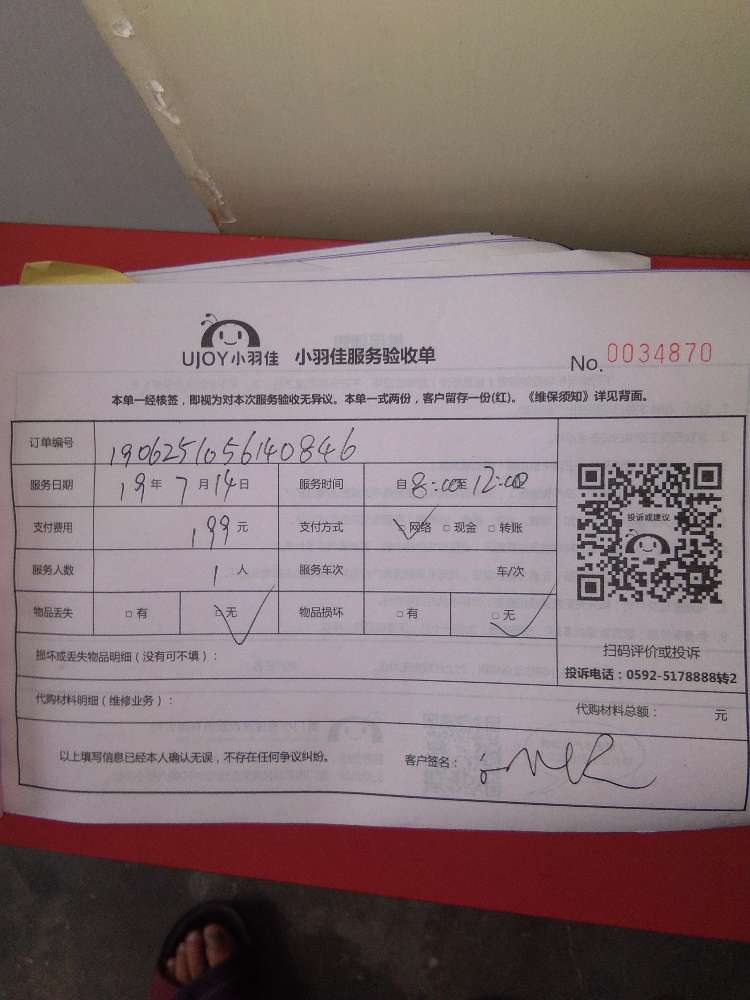 UJOY小羽佳 小羽佳服务验收单 No. 0034870
本单一经核签，即视为对本次服务验收无异议。本单一式两份，客户留存一份(红)。《维保须知》详见背面。
订单编号 1906251056140846
服务日期 19年7月14日 服务时间 自8:00至12:00
投诉或建议
支付费用 199元 支付方式 □网络 □现金 □转账
服务人数 1人 服务车次 车/次
物品丢失 □有 □无 物品损坏 □有 □无
扫码评价或投诉
投诉电话：0592-5178888转2
损坏或丢失物品明细（没有可不填）：
代购材料明细（维修业务）： 代购材料总额： 元
以上填写信息已经本人确认无误，不存在任何争议纠纷。 客户签名：